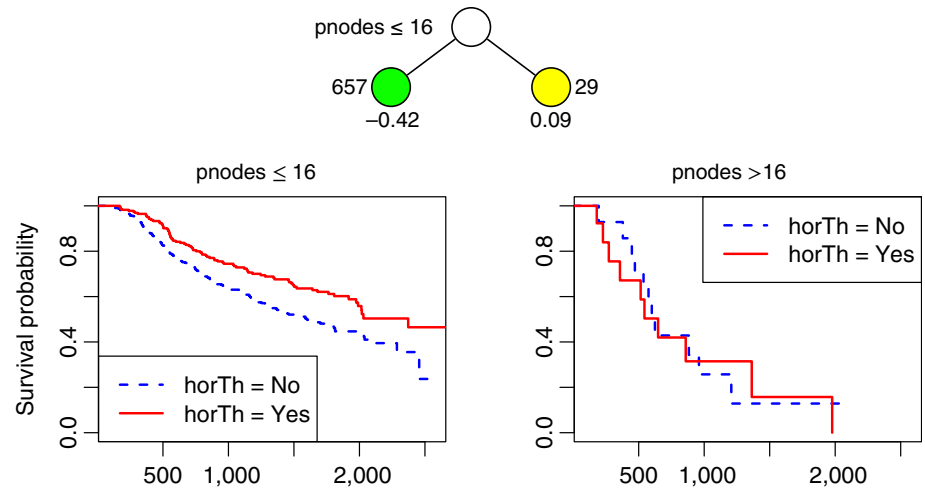 pnodes ≤ 16
657
29
−0.42
0.09
pnodes ≤ 16
Survival probability
0.0
0.4
0.8
horTh = No
horTh = Yes
500 1,000 2,000
pnodes >16
0.0
0.4
0.8
horTh = No
horTh = Yes
500 1,000 2,000